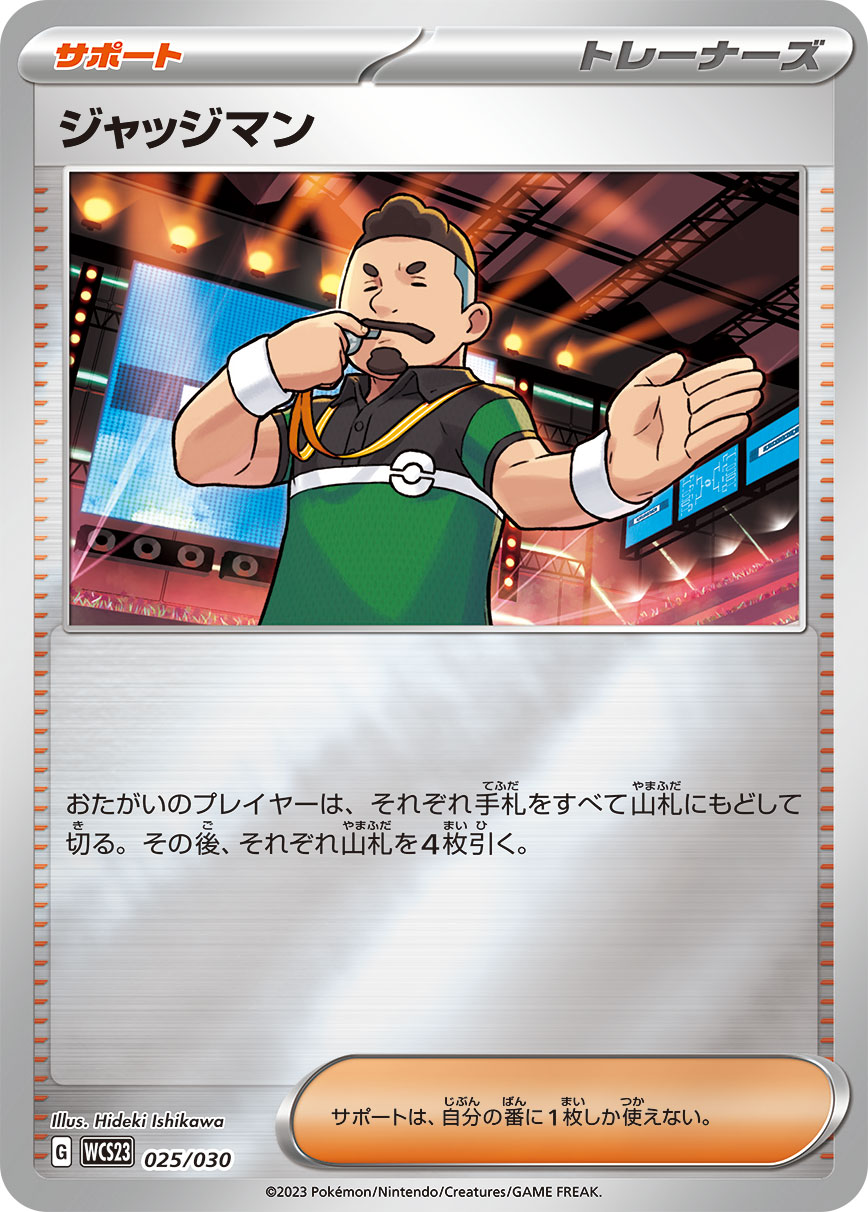 サポート
トレーナーズ
ジャッジマン
おたがいのプレイヤーは、それぞれ手札をすべて山札にもどして
切る。その後、それぞれ山札を4枚引く。
サポートは、自分の番に1枚しか使えない。
Illus. Hideki Ishikawa
G WCS23 025/030
©2023 Pokémon/Nintendo/Creatures/GAME FREAK.